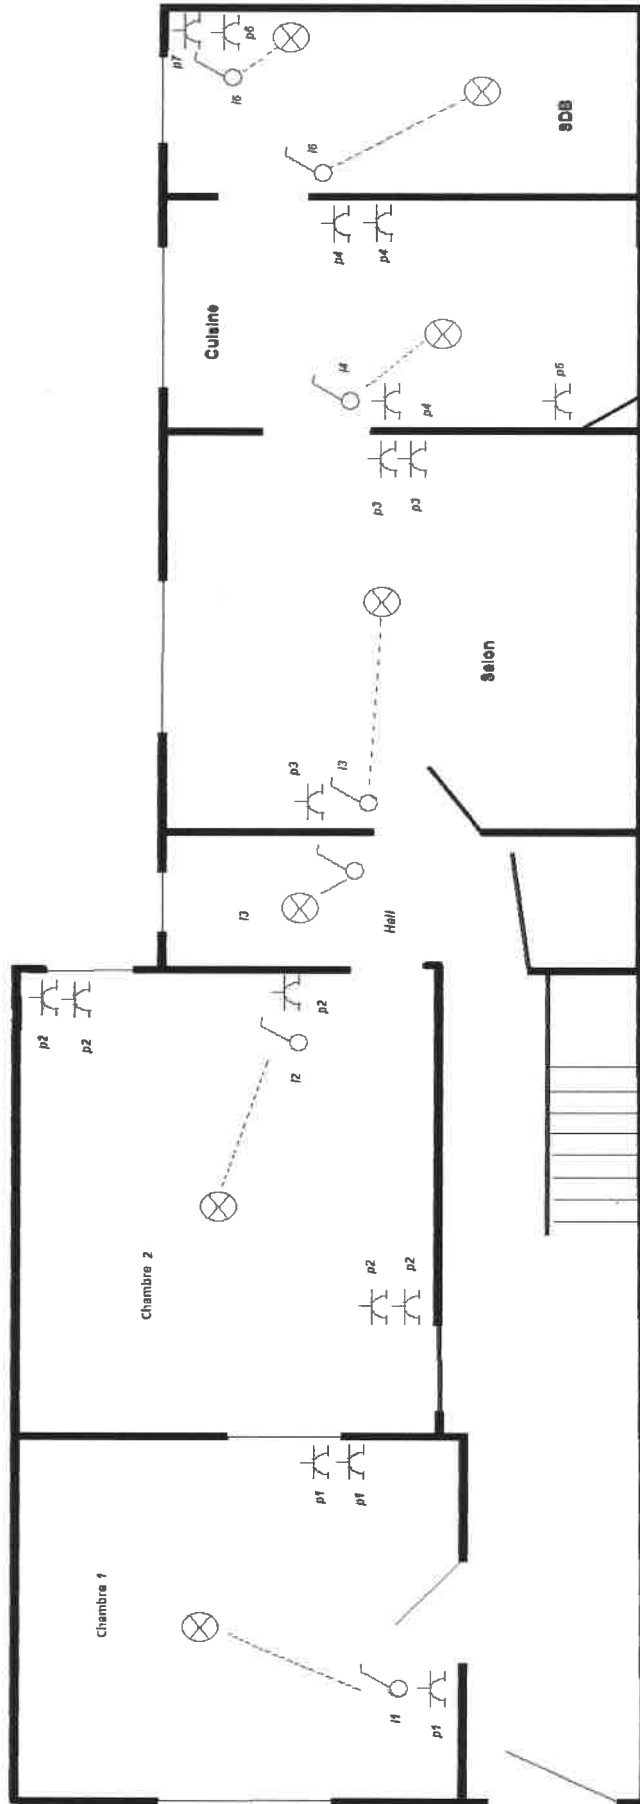 Chambre 1
p1
p1
l1
p1
Chambre 2
p2
p2
p2
l2
p2
p2
l3
Hall
p3
l3
Salon
p3
p3
Cuisine
l4
p4
p4
p4
p5
p7
p6
l5
l6
SDB